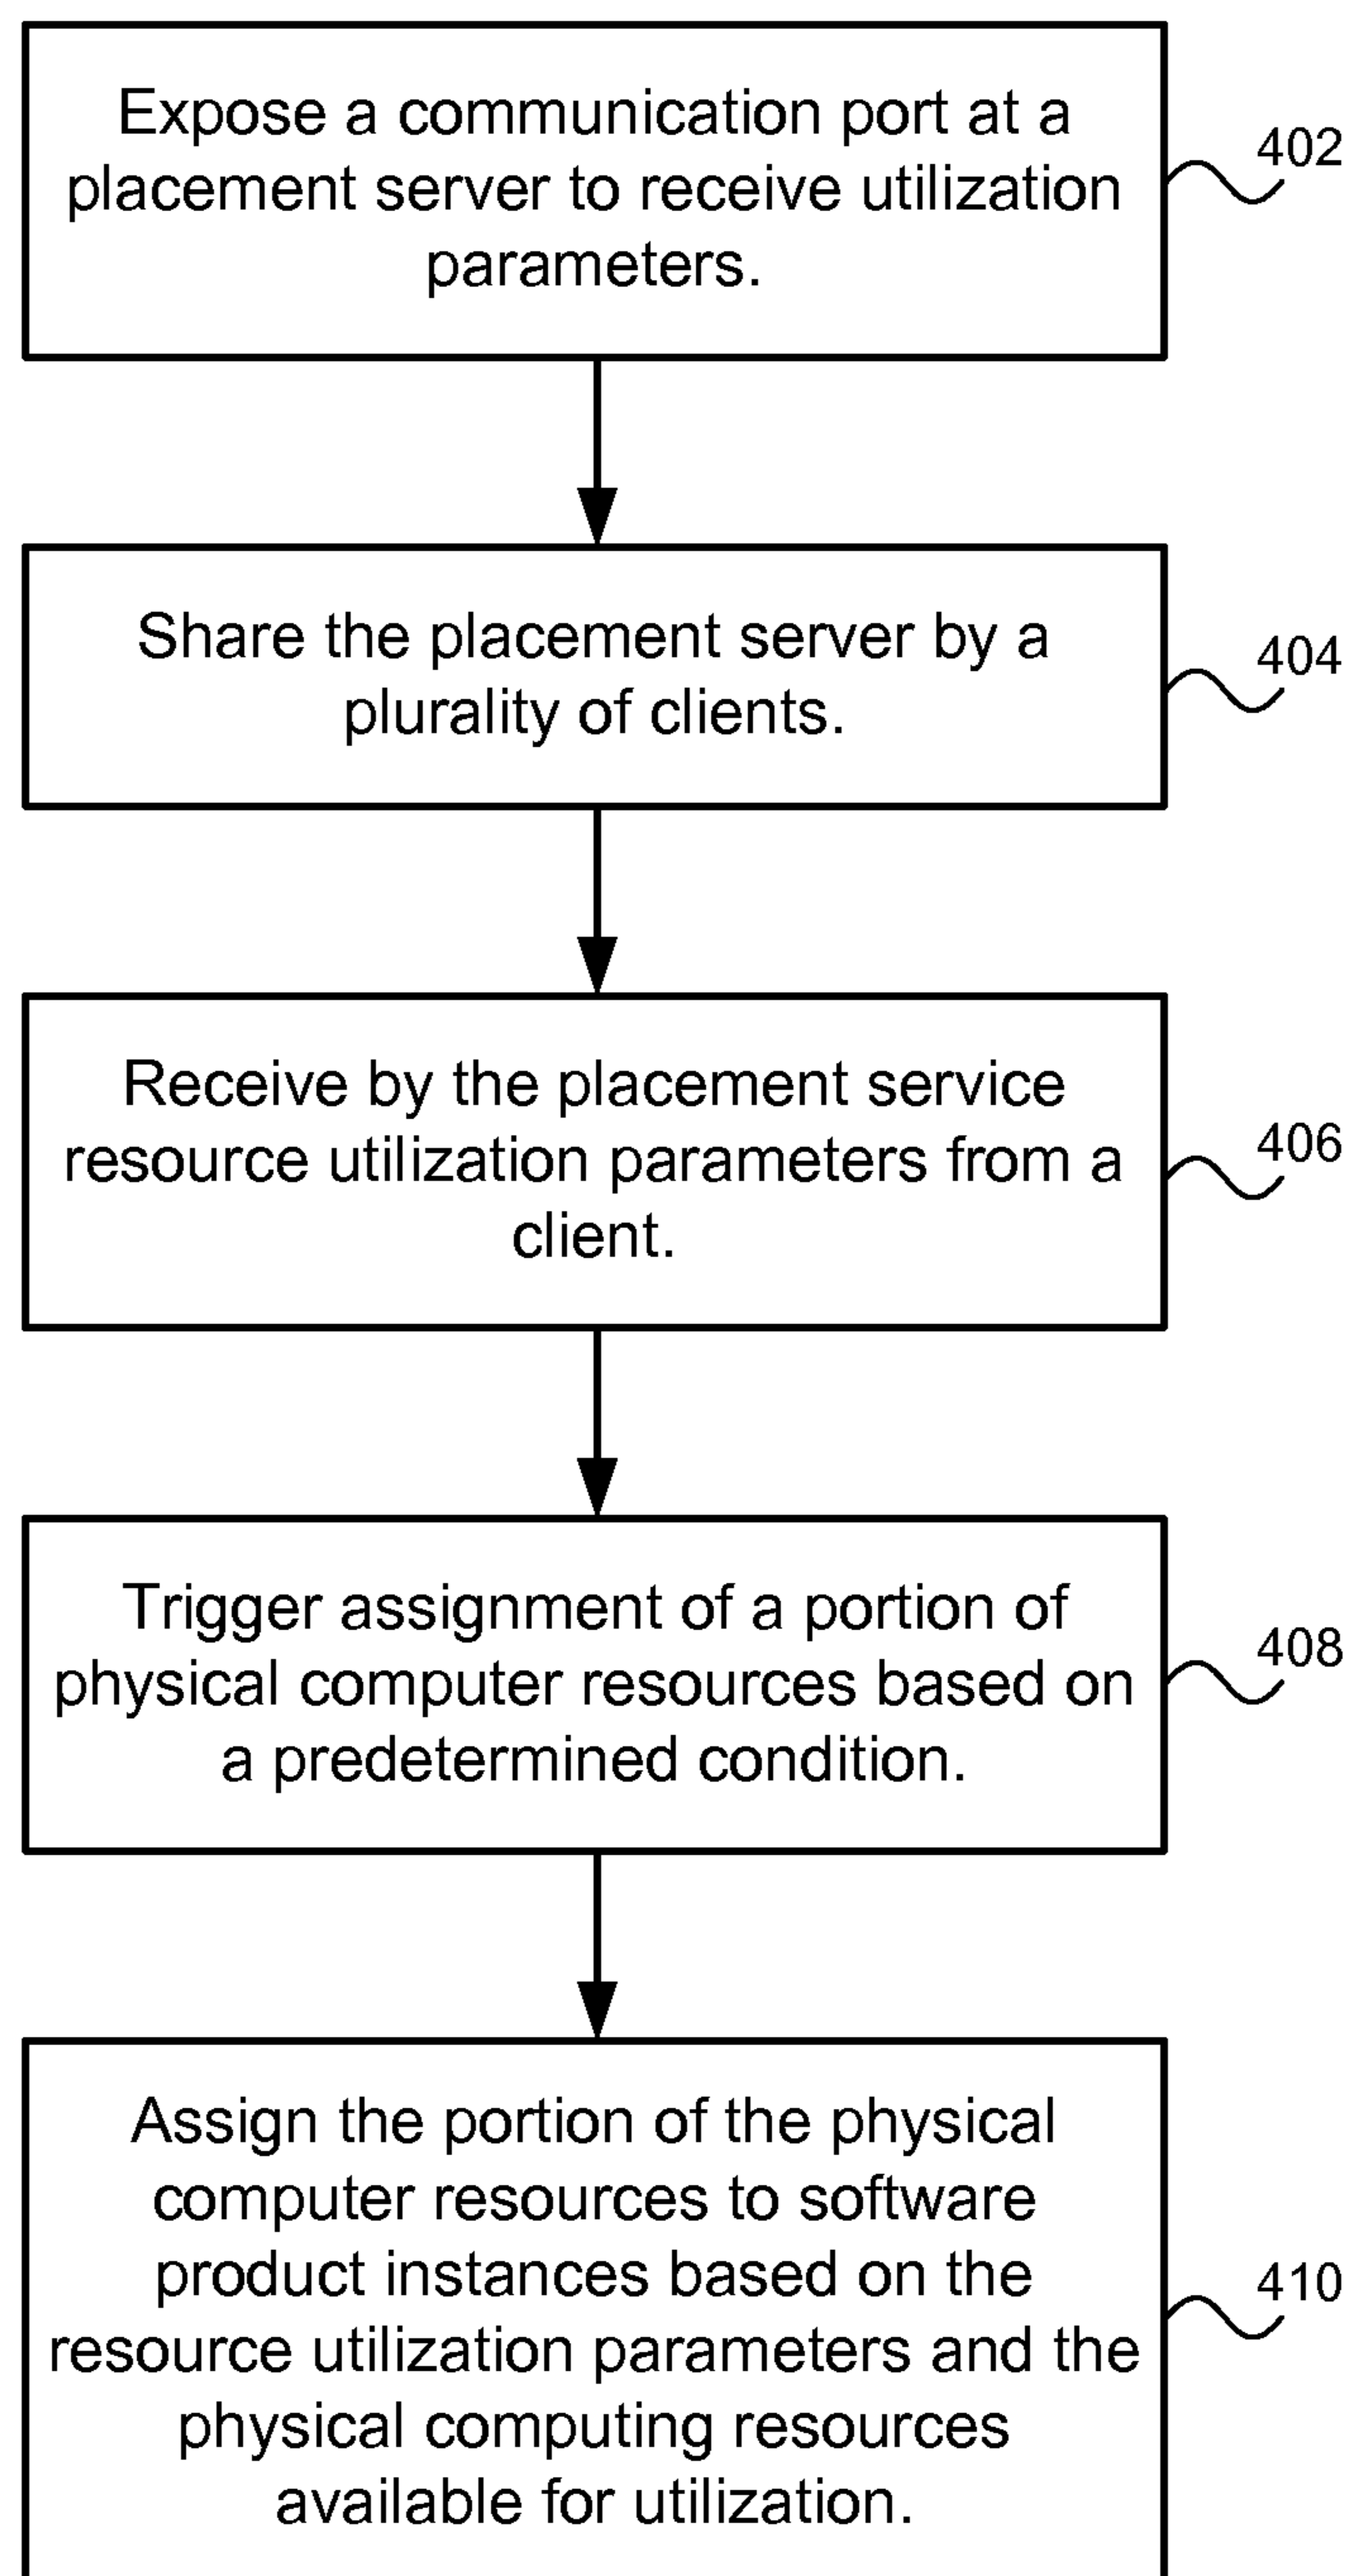 Expose a communication port at a
placement server to receive utilization
parameters.
402
Share the placement server by a
plurality of clients.
404
Receive by the placement service
resource utilization parameters from a
client.
406
Trigger assignment of a portion of
physical computer resources based on
a predetermined condition.
408
Assign the portion of the physical
computer resources to software
product instances based on the
resource utilization parameters and the
physical computing resources
available for utilization.
410